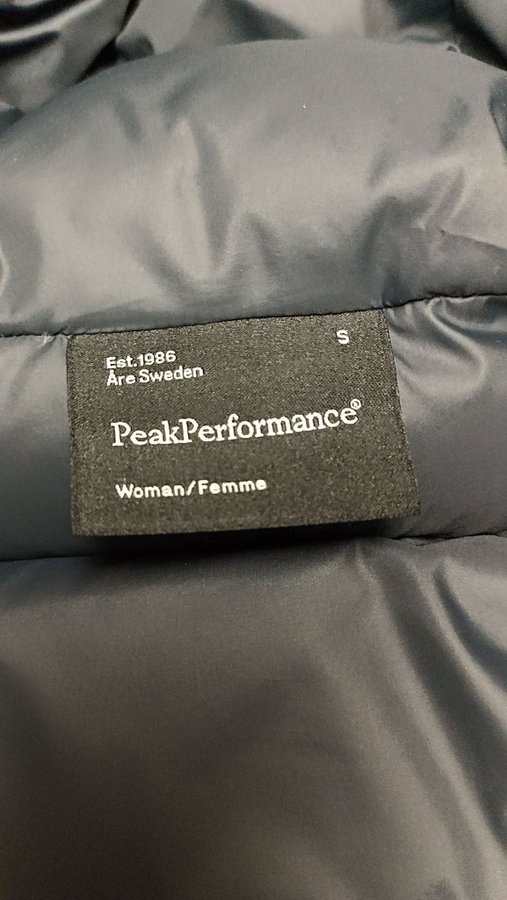 S
Est.1986
Åre Sweden
PeakPerformance®
Woman/Femme